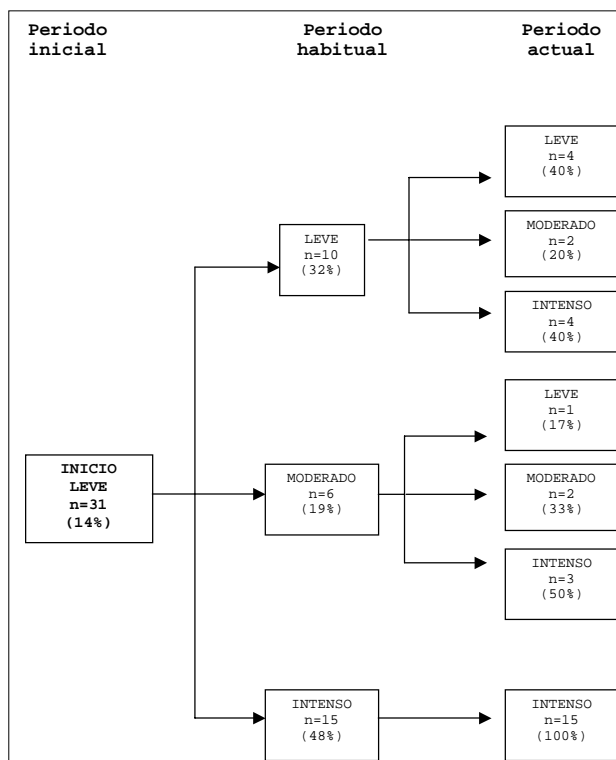 Periodo
inicial
Periodo
habitual
Periodo
actual
LEVE
n=4
(40%)
LEVE
n=10
(32%)
MODERADO
n=2
(20%)
INTENSO
n=4
(40%)
LEVE
n=1
(17%)
INICIO
LEVE
n=31
(14%)
MODERADO
n=6
(19%)
MODERADO
n=2
(33%)
INTENSO
n=3
(50%)
INTENSO
n=15
(48%)
INTENSO
n=15
(100%)